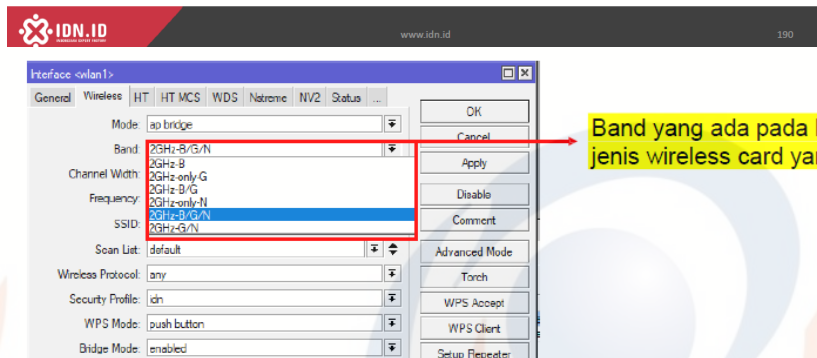 IDN.ID
www.idn.id
190
Interface <wlan1>
General Wireless HT HT MCS WDS Nstreme NV2 Status ...
Mode: ap bridge
Band: 2GHz-B/G/N
2GHz-B
2GHz-only-G
2GHz-B/G
2GHz-only-N
2GHz-B/G/N
2GHz-G/N
Channel Width:
Frequency:
SSID:
Scan List: default
Wireless Protocol: any
Security Profile: idn
WPS Mode: push button
Bridge Mode: enabled
OK
Cancel
Apply
Disable
Comment
Advanced Mode
Torch
WPS Accept
WPS Client
Setup Repeater
Band yang ada pada
jenis wireless card